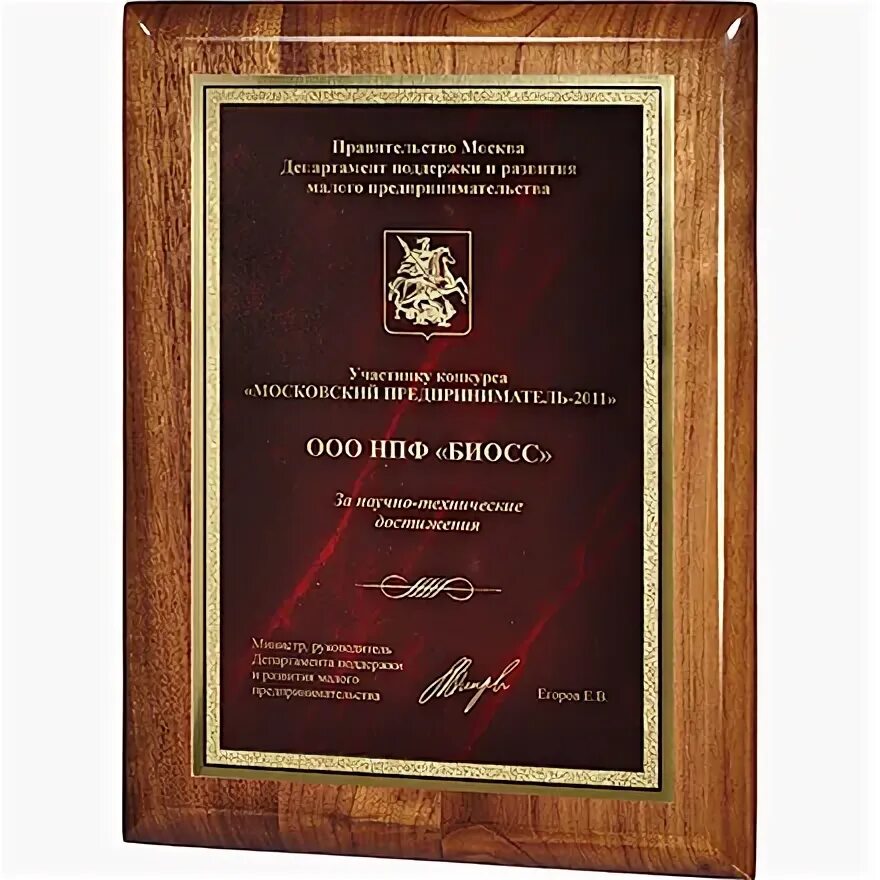 Правительство Москва
Департамент поддержки и развития
малого предпринимательства
Участнику конкурса
«МОСКОВСКИЙ ПРЕДПРИНИМАТЕЛЬ-2011»
ООО НПФ «БИОСС»
За научно-технические
достижения
Министр, руководитель
Департамента поддержки
и развития малого
предпринимательства
Егоров Е.В.